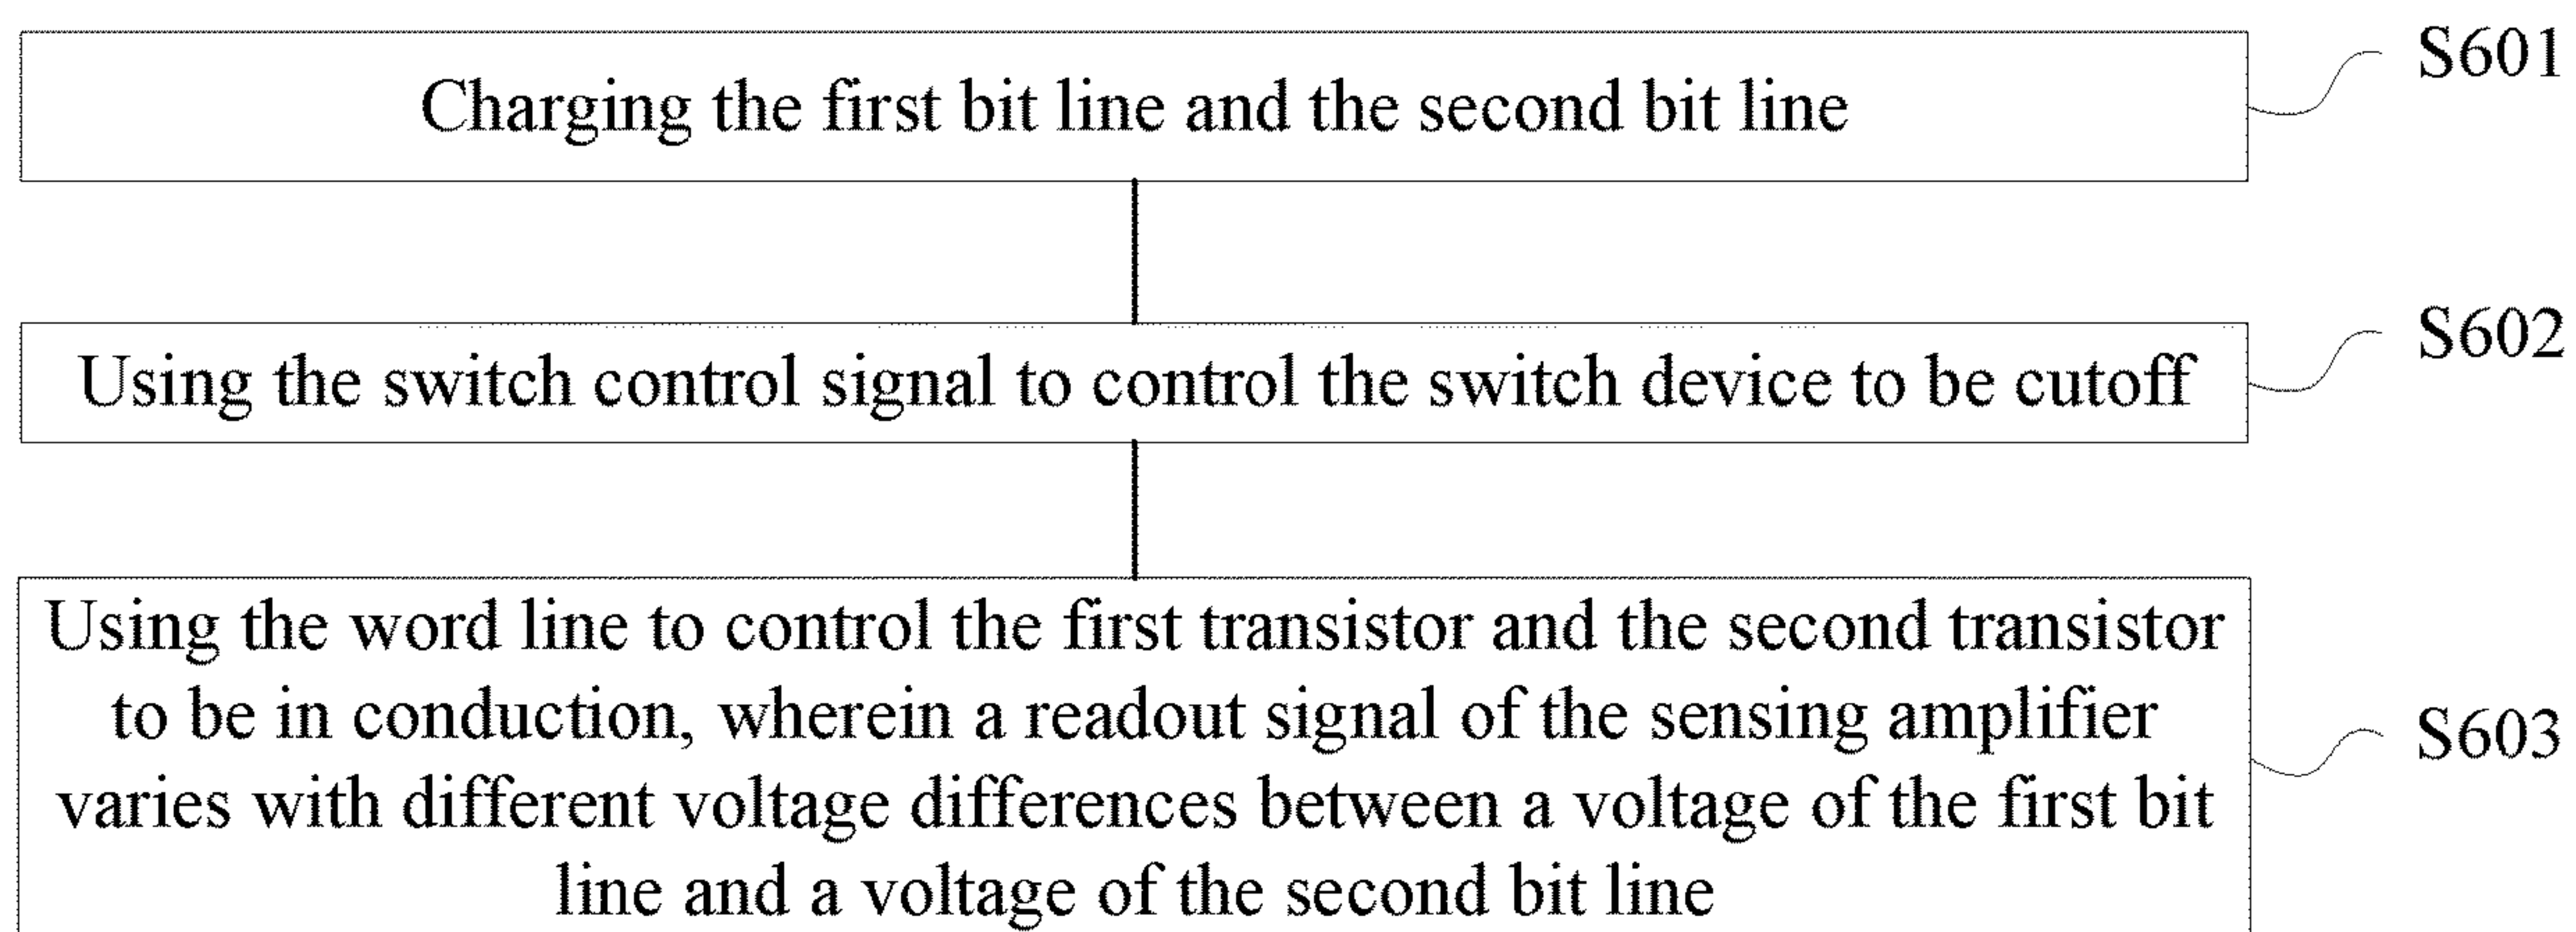 Charging the first bit line and the second bit line
S601
Using the switch control signal to control the switch device to be cutoff
S602
Using the word line to control the first transistor and the second transistor
to be in conduction, wherein a readout signal of the sensing amplifier
varies with different voltage differences between a voltage of the first bit
line and a voltage of the second bit line
S603